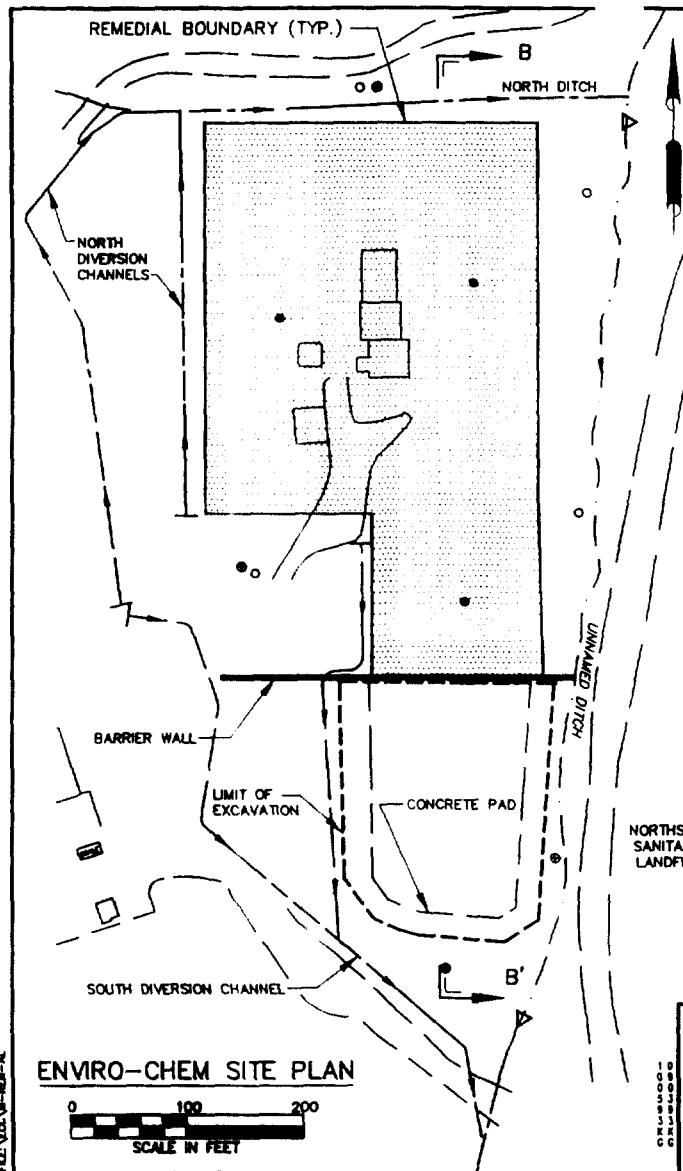 REMEDIAL BOUNDARY (TYP.)
B
NORTH DITCH
NORTH
DIVERSION
CHANNELS
UNNAMED DITCH
BARRIER WALL
LIMIT OF
EXCAVATION
CONCRETE PAD
NORTHS
SANITA
LANDF
SOUTH DIVERSION CHANNEL
B'
ENVIRO-CHEM SITE PLAN
0 100 200
SCALE IN FEET